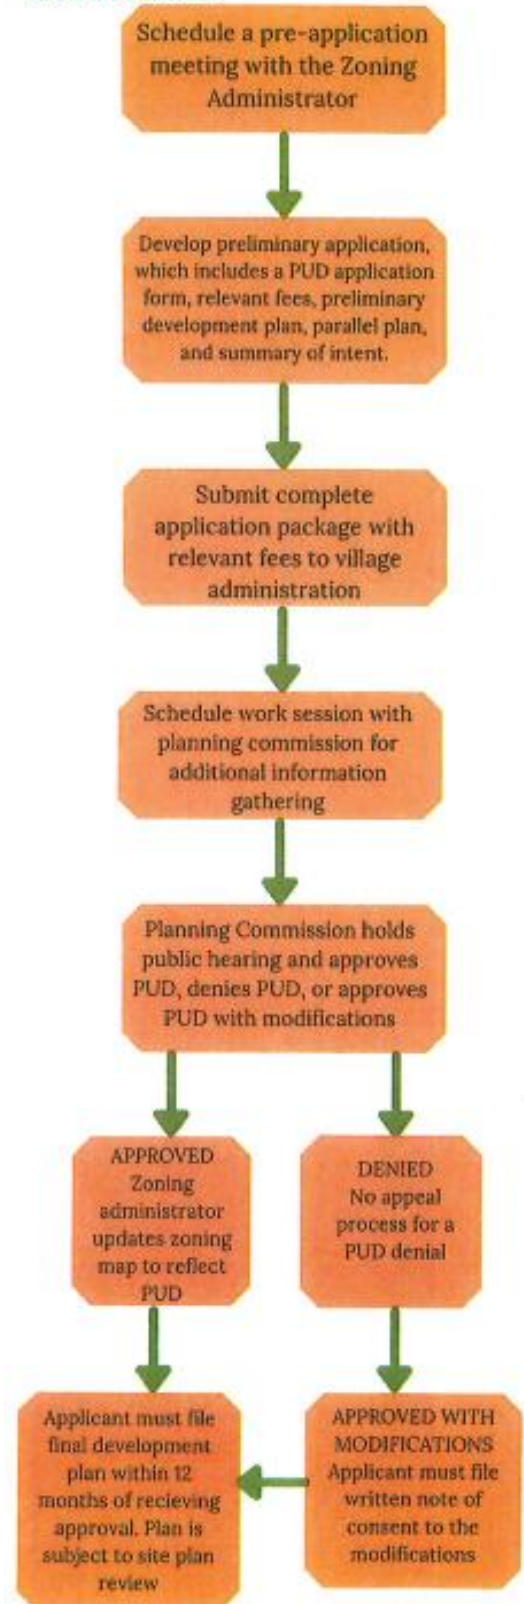 Schedule a pre-application
meeting with the Zoning
Administrator
Develop preliminary application,
which includes a PUD application
form, relevant fees, preliminary
development plan, parallel plan,
and summary of intent.
Submit complete
application package with
relevant fees to village
administration
Schedule work session with
planning commission for
additional information
gathering
Planning Commission holds
public hearing and approves
PUD, denies PUD, or approves
PUD with modifications
APPROVED
Zoning
administrator
updates zoning
map to reflect
PUD
DENIED
No appeal
process for a
PUD denial
Applicant must file
final development
plan within 12
months of recieving
approval. Plan is
subject to site plan
review
APPROVED WITH
MODIFICATIONS
Applicant must file
written note of
consent to the
modifications